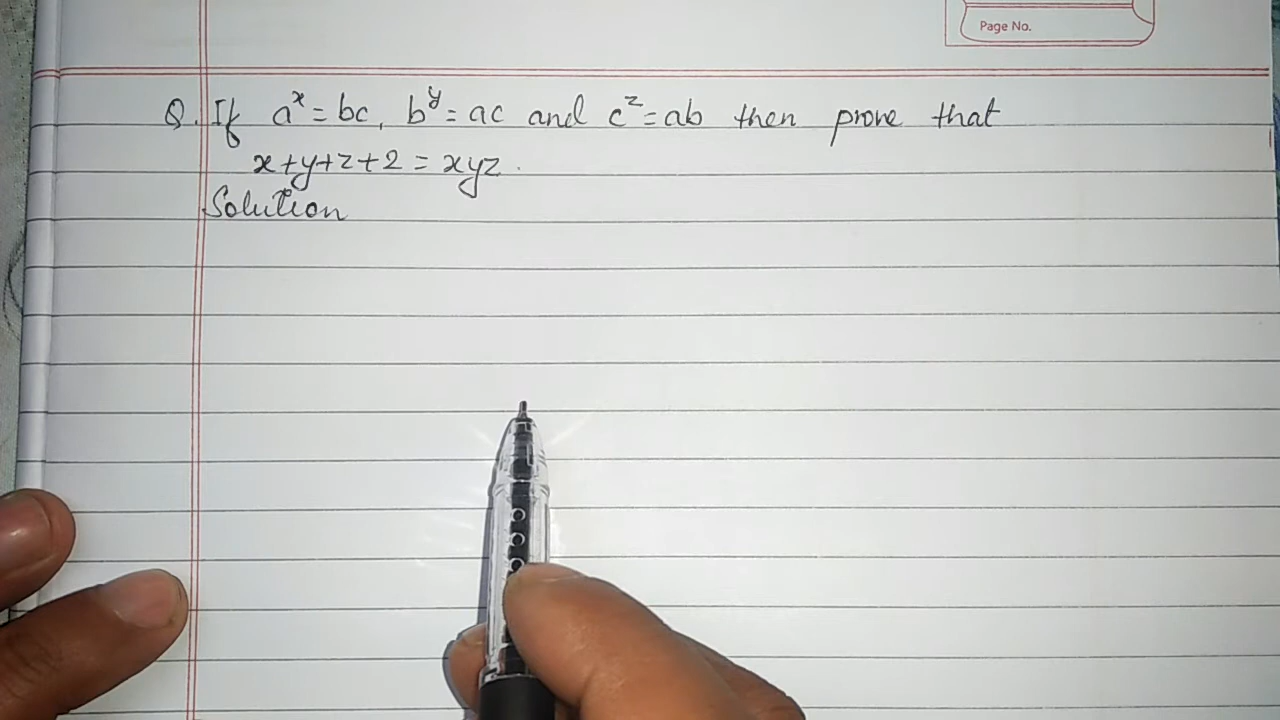 Page No.
Q. If a^x = bc, b^y = ac and c^z = ab then prove that
x+y+z+2 = xyz.
Solution